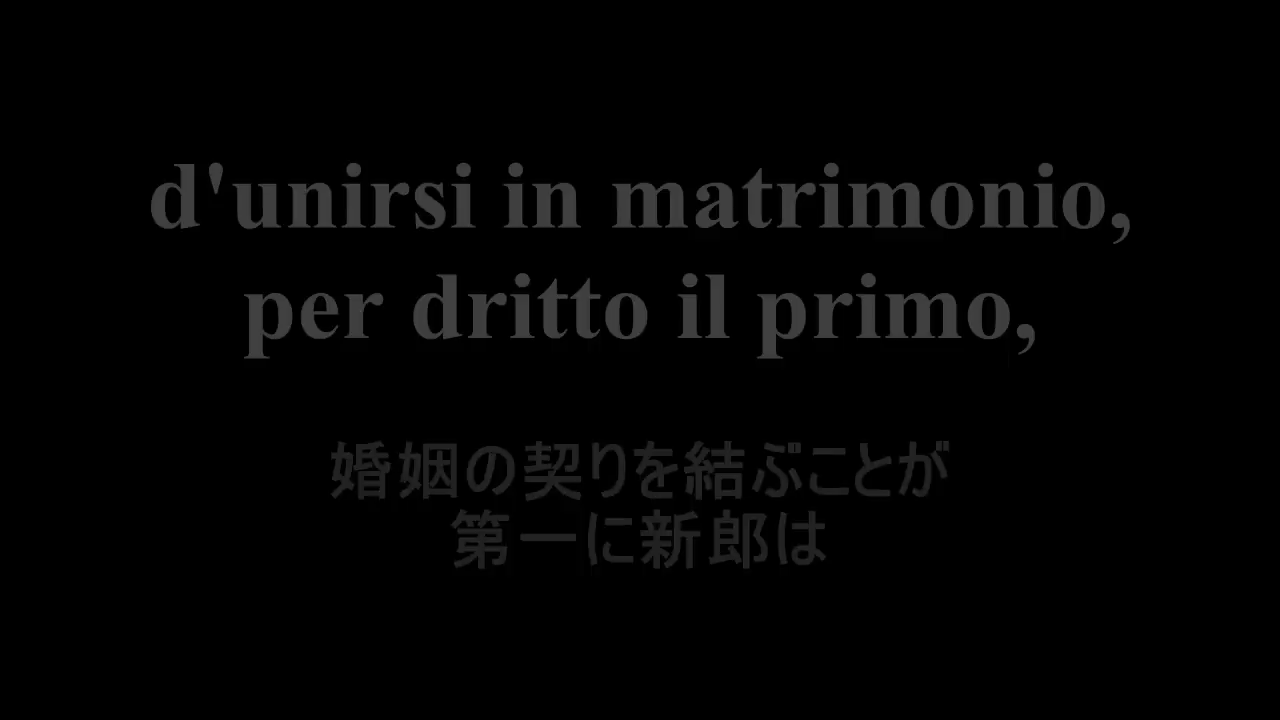 d'unirsi in matrimonio,
per dritto il primo,
婚姻の契りを結ぶことが
第一に新郎は